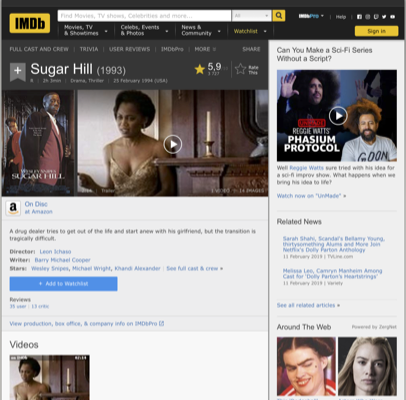 IMDb
Find Movies, TV shows, Celebrities and more...
All
IMDbPro
Help
Movies, TV & Showtimes
Celebs, Events & Photos
News & Community
Watchlist
Sign in
FULL CAST AND CREW | TRIVIA | USER REVIEWS | IMDbPro | MORE
SHARE
Sugar Hill (1993)
5,9
Rate This
R | 2h 3min | Drama, Thriller | 25 February 1994 (USA)
WESLEY SNIPES
SUGAR HILL
Trailer
On Disc
at Amazon
A drug dealer tries to get out of the life and start anew with his girlfriend, but the transition is
tragically difficult.
Director: Leon Ichaso
Writer: Barry Michael Cooper
Stars: Wesley Snipes, Michael Wright, Khandi Alexander | See full cast & crew »
+ Add to Watchlist
Reviews
35 user | 13 critic
View production, box office, & company info on IMDbPro
Videos
Can You Make a Sci-Fi Series
Without a Script?
REGGIE WATTS'
PHASIUM
PROTOCOL
Well Reggie Watts sure tried with his idea for
a sci-fi improv show. What happens when we
bring his idea to life?
Watch now on "UnMade" »
Related News
Sarah Shahi, Scandal's Bellamy Young,
thirtysomething Alums and More Join
Netflix's Dolly Parton Anthology
11 February 2019 | TVLine.com
Melissa Leo, Camryn Manheim Among
Cast for 'Dolly Parton's Heartstrings'
11 February 2019 | Variety
See all related articles »
Around The Web
Powered by ZergNet